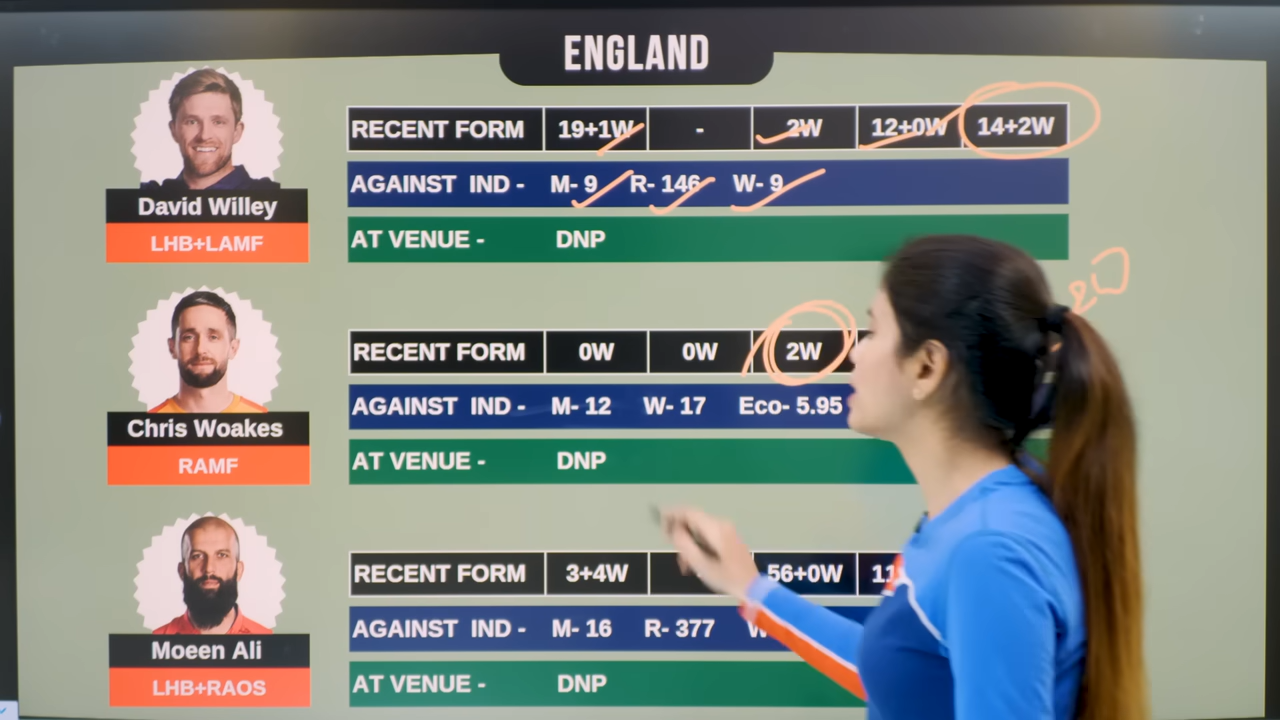 ENGLAND
RECENT FORM 19+1W - 2W 12+0W 14+2W
AGAINST IND - M- 9 R- 146 W- 9
David Willey
LHB+LAMF
AT VENUE - DNP
2W
RECENT FORM 0W 0W 2W
AGAINST IND - M- 12 W- 17 Eco- 5.95
Chris Woakes
RAMF
AT VENUE - DNP
RECENT FORM 3+4W 56+0W 11
AGAINST IND - M- 16 R- 377 W
Moeen Ali
LHB+RAOS
AT VENUE - DNP